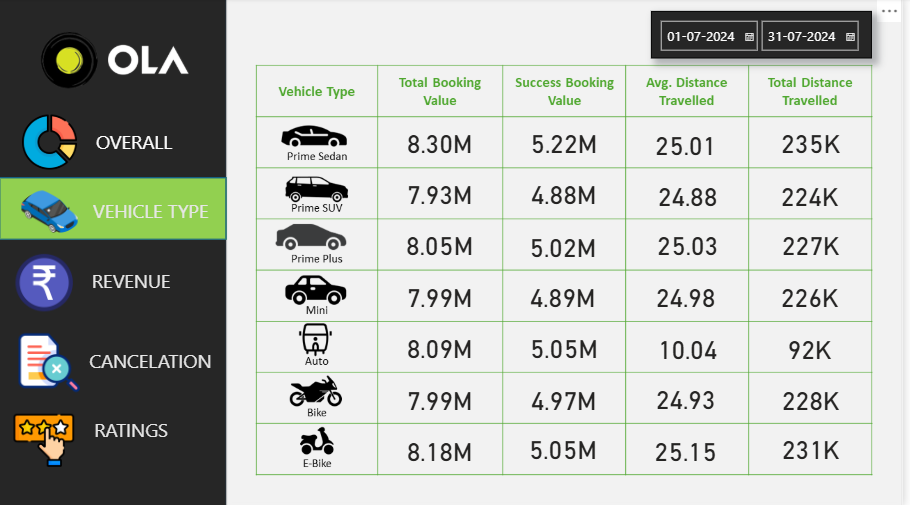 OLA
01-07-2024 31-07-2024
OVERALL
VEHICLE TYPE
REVENUE
CANCELATION
RATINGS
Vehicle Type Total Booking Value Success Booking Value Avg. Distance Travelled Total Distance Travelled
Prime Sedan 8.30M 5.22M 25.01 235K
Prime SUV 7.93M 4.88M 24.88 224K
Prime Plus 8.05M 5.02M 25.03 227K
Mini 7.99M 4.89M 24.98 226K
Auto 8.09M 5.05M 10.04 92K
Bike 7.99M 4.97M 24.93 228K
E-Bike 8.18M 5.05M 25.15 231K